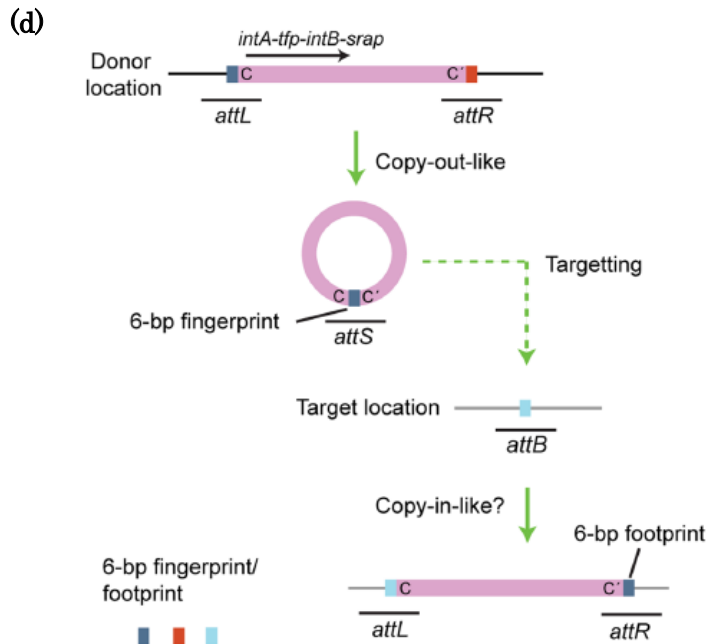 (d)
intA-tfp-intB-srap
Donor
location
C C´
attL attR
Copy-out-like
C C´
Targetting
6-bp fingerprint
attS
Target location
attB
Copy-in-like?
6-bp footprint
6-bp fingerprint/
footprint
C C´
attL attR